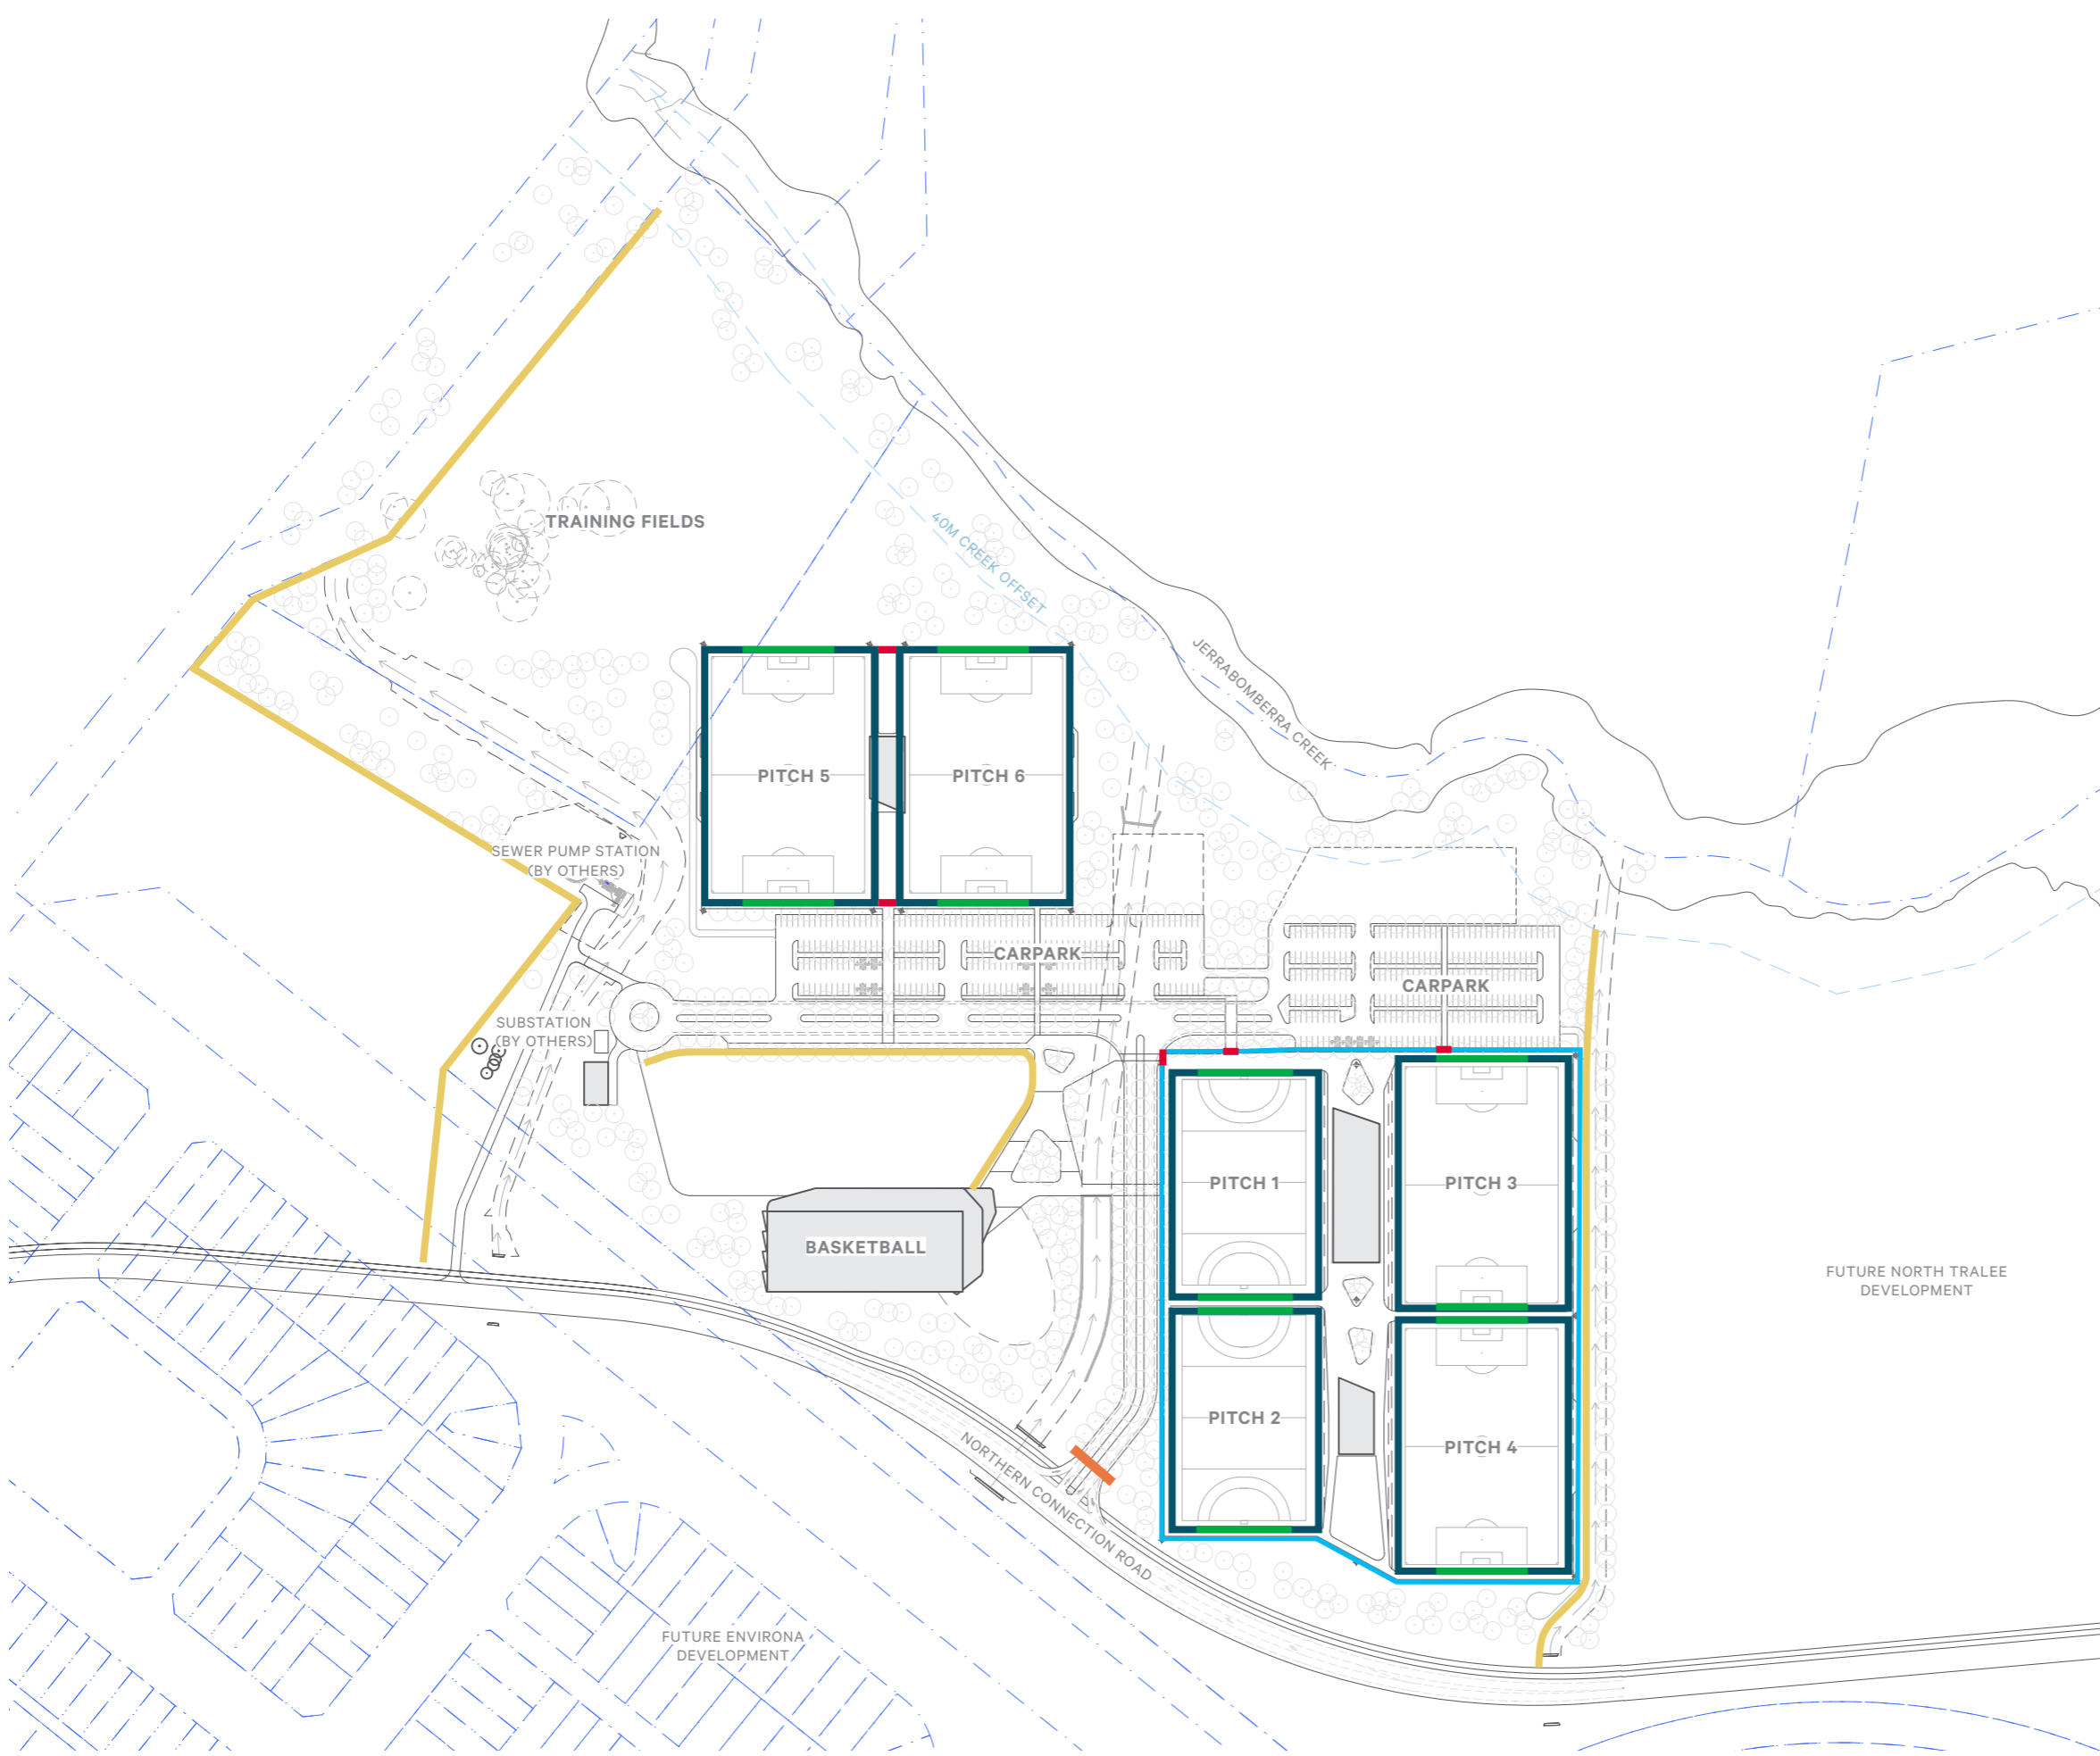 TRAINING FIELDS
40M CREEK OFFSET
JERRABOMBERRA CREEK
PITCH 5
PITCH 6
SEWER PUMP STATION
(BY OTHERS)
CARPARK
CARPARK
SUBSTATION
(BY OTHERS)
PITCH 1
PITCH 3
BASKETBALL
FUTURE NORTH TRALEE
DEVELOPMENT
PITCH 2
PITCH 4
NORTHERN CONNECTION ROAD
FUTURE ENVIRONA
DEVELOPMENT